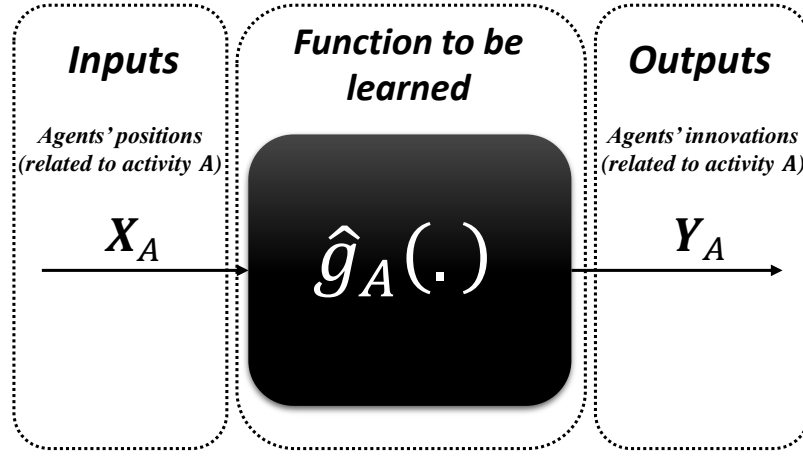 Inputs
Agents' positions
(related to activity A)
X_A
Function to be
learned
ĝ_A(.)
Outputs
Agents' innovations
(related to activity A)
Y_A